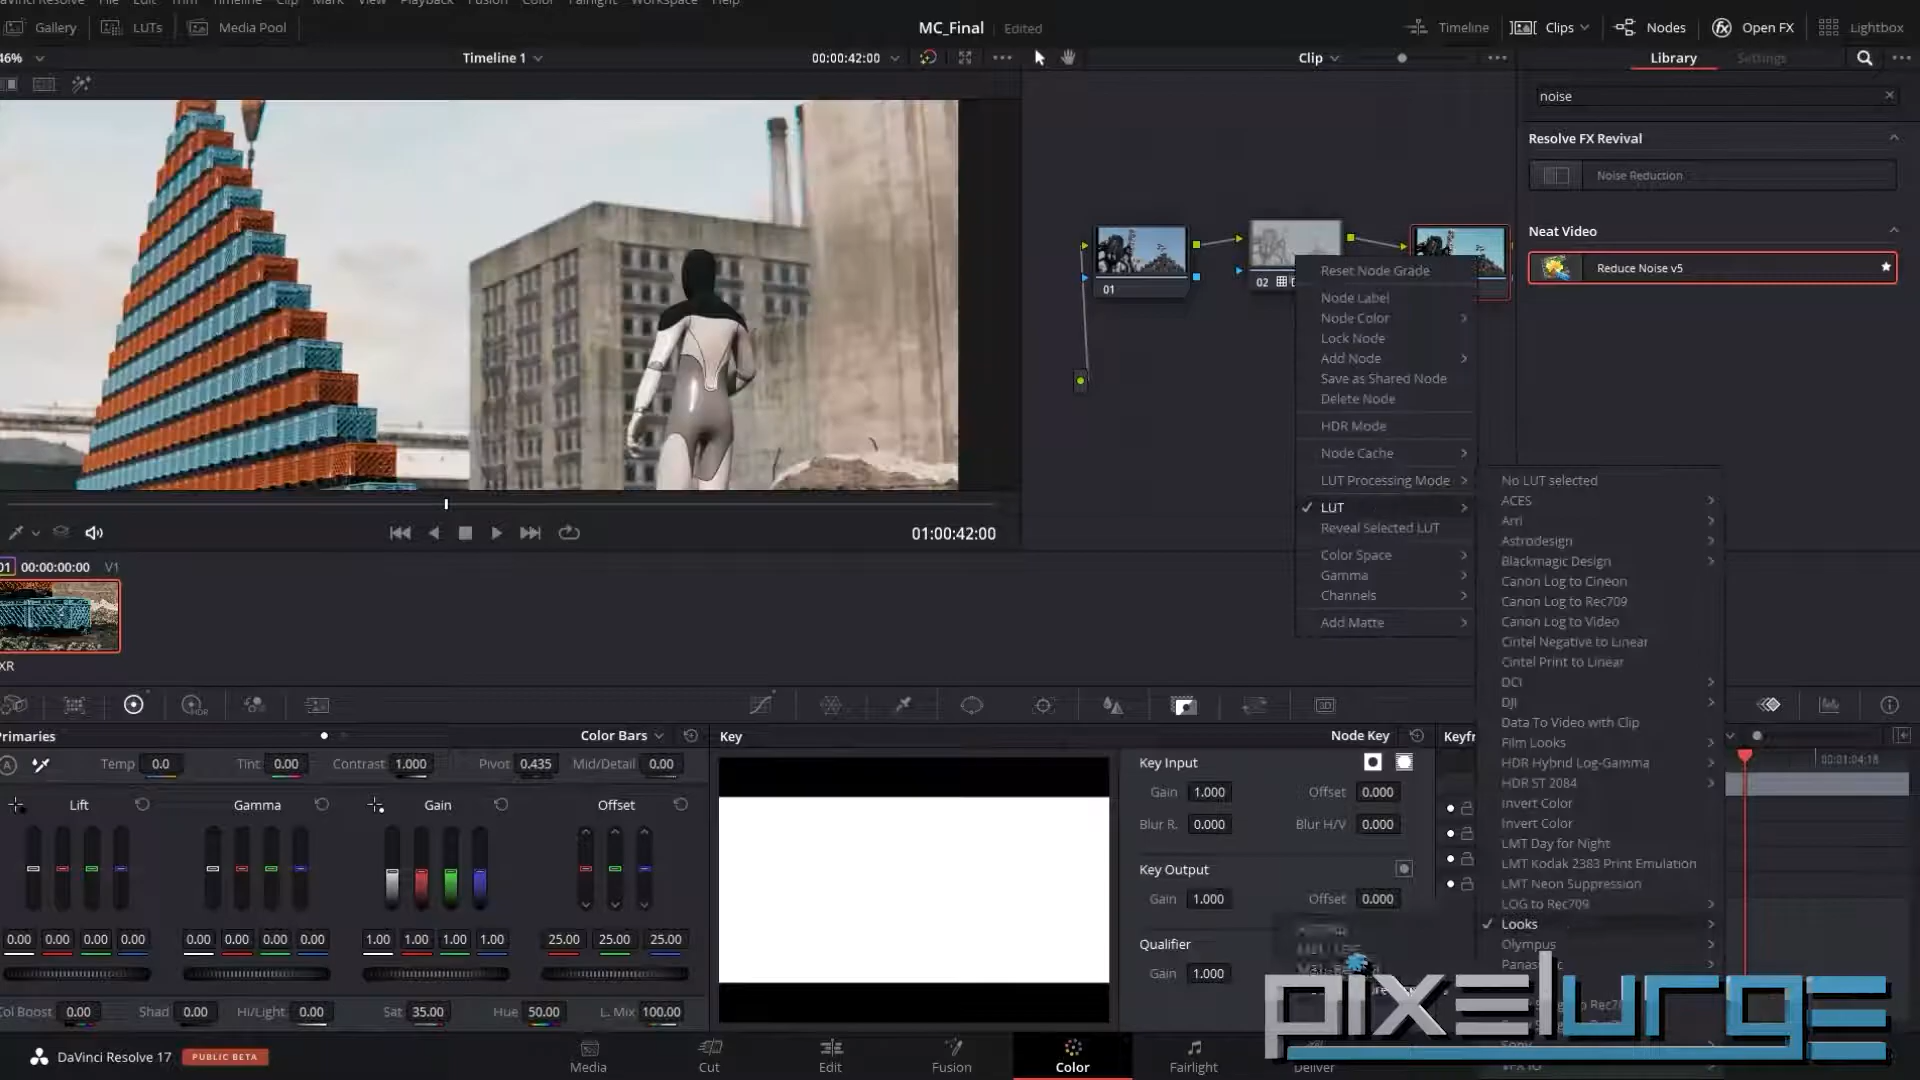 DaVinci Resolve File Edit Trim Timeline Clip Mark View Playback Fusion Color Fairlight Workspace Help
Gallery LUTs Media Pool MC_Final Edited Timeline Clips Nodes Open FX Lightbox
46% Timeline 1 00:00:42:00 Clip Library Settings
noise
Resolve FX Revival
Noise Reduction
Neat Video
Reduce Noise v5
01
02
Reset Node Grade
Node Label
Node Color
Lock Node
Add Node
Save as Shared Node
Delete Node
HDR Mode
Node Cache
LUT Processing Mode
LUT
Reveal Selected LUT
Color Space
Gamma
Channels
Add Matte
No LUT selected
ACES
Arri
Astrodesign
Blackmagic Design
Canon Log to Cineon
Canon Log to Rec709
Canon Log to Video
Cintel Negative to Linear
Cintel Print to Linear
DCI
DJI
Data To Video with Clip
Film Looks
HDR Hybrid Log-Gamma
HDR ST 2084
Invert Color
Invert Color
LMT Day for Night
LMT Kodak 2383 Print Emulation
LMT Neon Suppression
LOG to Rec709
Looks
Olympus
Panas
Sony
VFX IO
01:00:42:00
01 00:00:00:00 V1
XR
HDR
3D
Primaries Color Bars
A Temp 0.0 Tint 0.00 Contrast 1.000 Pivot 0.435 Mid/Detail 0.00
Lift Gamma Gain Offset
0.00 0.00 0.00 0.00 0.00 0.00 0.00 0.00 1.00 1.00 1.00 1.00 25.00 25.00 25.00
Col Boost 0.00 Shad 0.00 Hi/Light 0.00 Sat 35.00 Hue 50.00 L. Mix 100.00
Key Node Key
Key Input
Gain 1.000 Offset 0.000
Blur R. 0.000 Blur H/V 0.000
Key Output
Gain 1.000 Offset 0.000
Qualifier
Gain 1.000
Keyfr
00:01:04:18
pixelurge
DaVinci Resolve 17 PUBLIC BETA
Media Cut Edit Fusion Color Fairlight Deliver